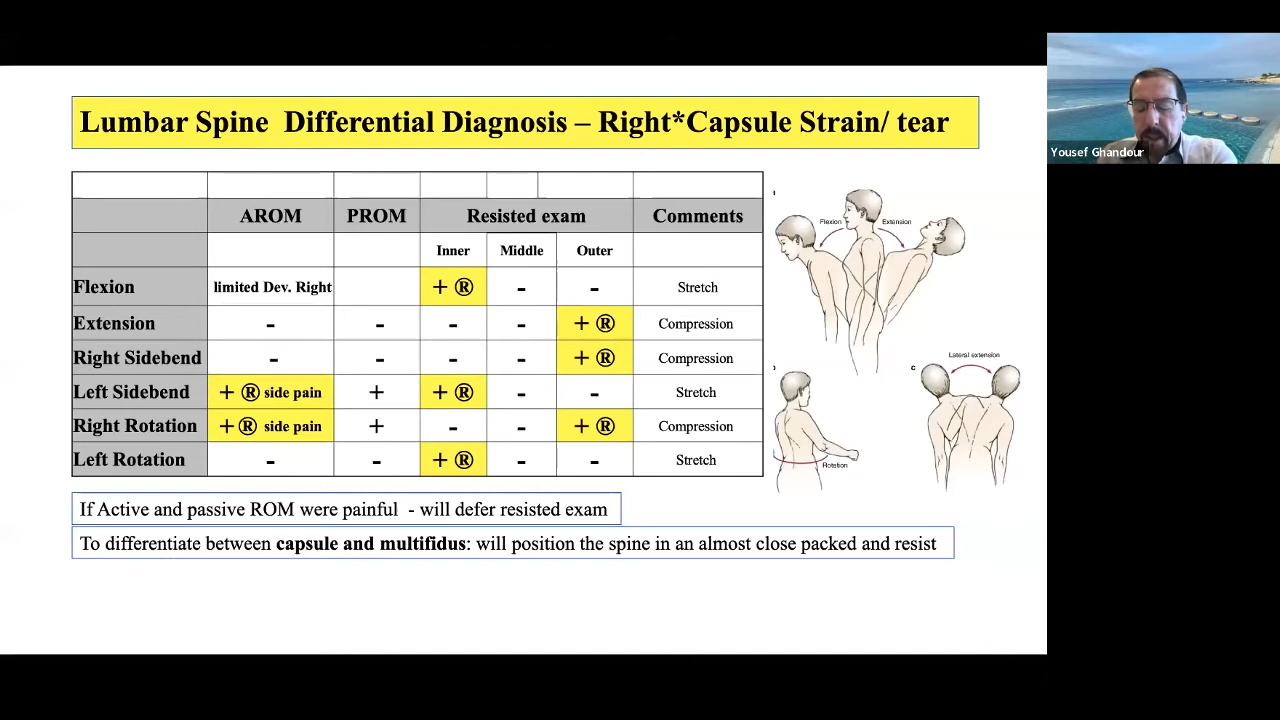 Lumbar Spine Differential Diagnosis – Right*Capsule Strain/ tear
AROM PROM Resisted exam Comments
Inner Middle Outer
Flexion limited Dev. Right + ® - - Stretch
Extension - - - - + ® Compression
Right Sidebend - - - - + ® Compression
Left Sidebend + ® side pain + + ® - - Stretch
Right Rotation + ® side pain + - - + ® Compression
Left Rotation - - + ® - - Stretch
If Active and passive ROM were painful - will defer resisted exam
To differentiate between capsule and multifidus: will position the spine in an almost close packed and resist
Flexion Extension
Lateral extension
c
Rotation
Yousef Ghandour